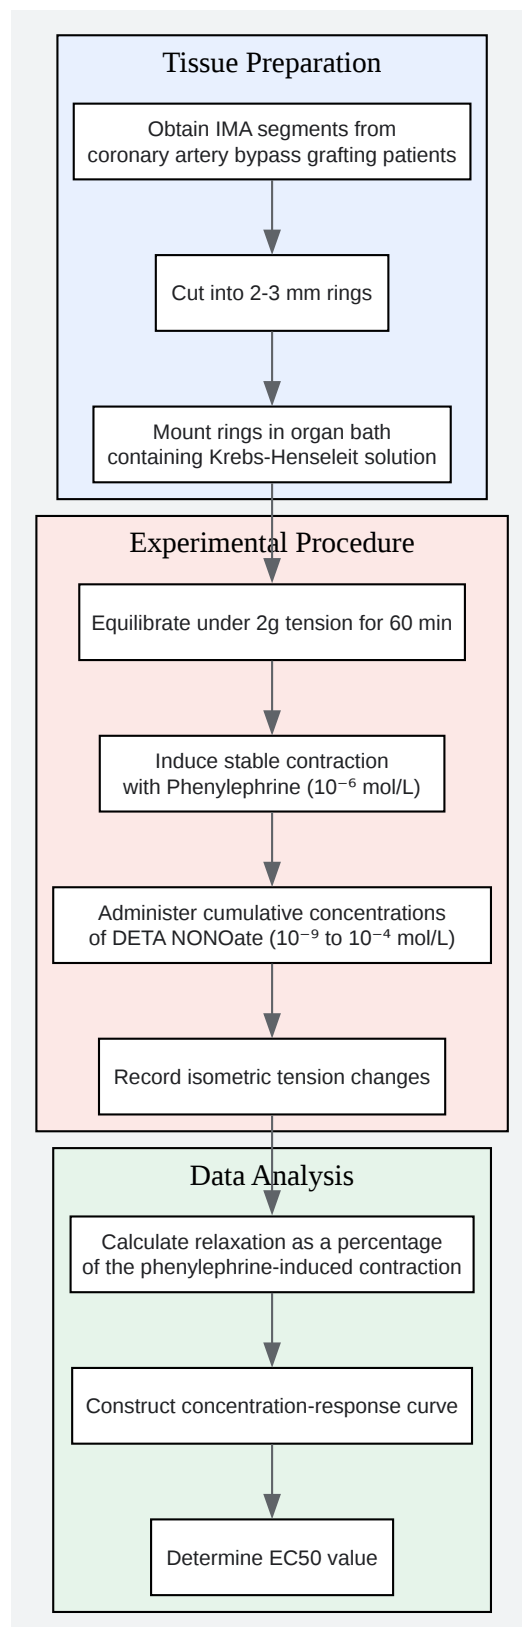 Tissue Preparation
Obtain IMA segments from
coronary artery bypass grafting patients
Cut into 2-3 mm rings
Mount rings in organ bath
containing Krebs-Henseleit solution
Experimental Procedure
Equilibrate under 2g tension for 60 min
Induce stable contraction
with Phenylephrine (10⁻⁶ mol/L)
Administer cumulative concentrations
of DETA NONOate (10⁻⁹ to 10⁻⁴ mol/L)
Record isometric tension changes
Data Analysis
Calculate relaxation as a percentage
of the phenylephrine-induced contraction
Construct concentration-response curve
Determine EC50 value